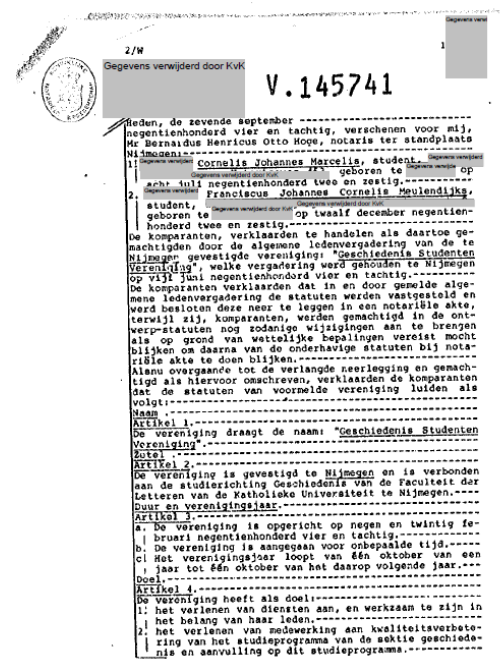 2/W
1
Gegevens verwijderd door KvK
Gegevens verwijderd
V.145741
Heden, de zevende september
negentienhonderd vier en tachtig, verschenen voor mij,
Mr Bernardus Henricus Otto Hoge, notaris ter standplaats
Nijmegen:
1. Gegevens verwijderd Cornelis Johannes Marcelis, student, Gegevens verwijderd
Gegevens verwijderd door KvK geboren te Gegevens verwijderd op
acht juli negentienhonderd twee en zestig.
2. Gegevens verwijderd Franciscus Johannes Cornelis Meulendijks,
student, Gegevens verwijderd door KvK
geboren te Gegevens verwijderd door KvK op twaalf december negentien-
honderd twee en zestig.
De komparanten, verklaarden te handelen als daartoe ge-
machtigden door de algemene ledenvergadering van de te
Nijmegen gevestigde vereniging: "Geschiedenis Studenten
Vereniging", welke vergadering werd gehouden te Nijmegen
op vijf juni negentienhonderd vier en tachtig.
De komparanten verklaarden dat in en door gemelde alge-
mene ledenvergadering de statuten werden vastgesteld en
werd besloten deze neer te leggen in een notariële akte,
terwijl zij, komparanten, werden gemachtigd in de ont-
werp-statuten nog zodanige wijzigingen aan te brengen
als op grond van wettelijke bepalingen vereist mocht
blijken om daarna van de onderhavige statuten bij nota-
riële akte te doen blijken.
Alsnu overgaande tot de verlangde neerlegging en gemach-
tigd als hiervoor omschreven, verklaarden de komparanten
dat de statuten van voormelde vereniging luiden als
volgt:
Naam .
Artikel 1.
De vereniging draagt de naam: "Geschiedenis Studenten
Vereniging".
Zetel .
Artikel 2.
De vereniging is gevestigd te Nijmegen en is verbonden
aan de studierichting Geschiedenis van de Faculteit der
Letteren van de Katholieke Universiteit te Nijmegen.
Duur en verenigingsjaar.
Artikel 3.
a. De vereniging is opgericht op negen en twintig fe-
bruari negentienhonderd vier en tachtig.
b. De vereniging is aangegaan voor onbepaalde tijd.
c. Het verenigingsjaar loopt van één oktober van een
jaar tot één oktober van het daarop volgende jaar.
Doel.
Artikel 4.
De vereniging heeft als doel:
1. het verlenen van diensten aan, en werkzaam te zijn in
het belang van haar leden.
2. het verlenen van medewerking aan kwaliteitsverbete-
ring van het studieprogramma van de sektie geschiede-
nis en aanvulling op dit studieprogramma.